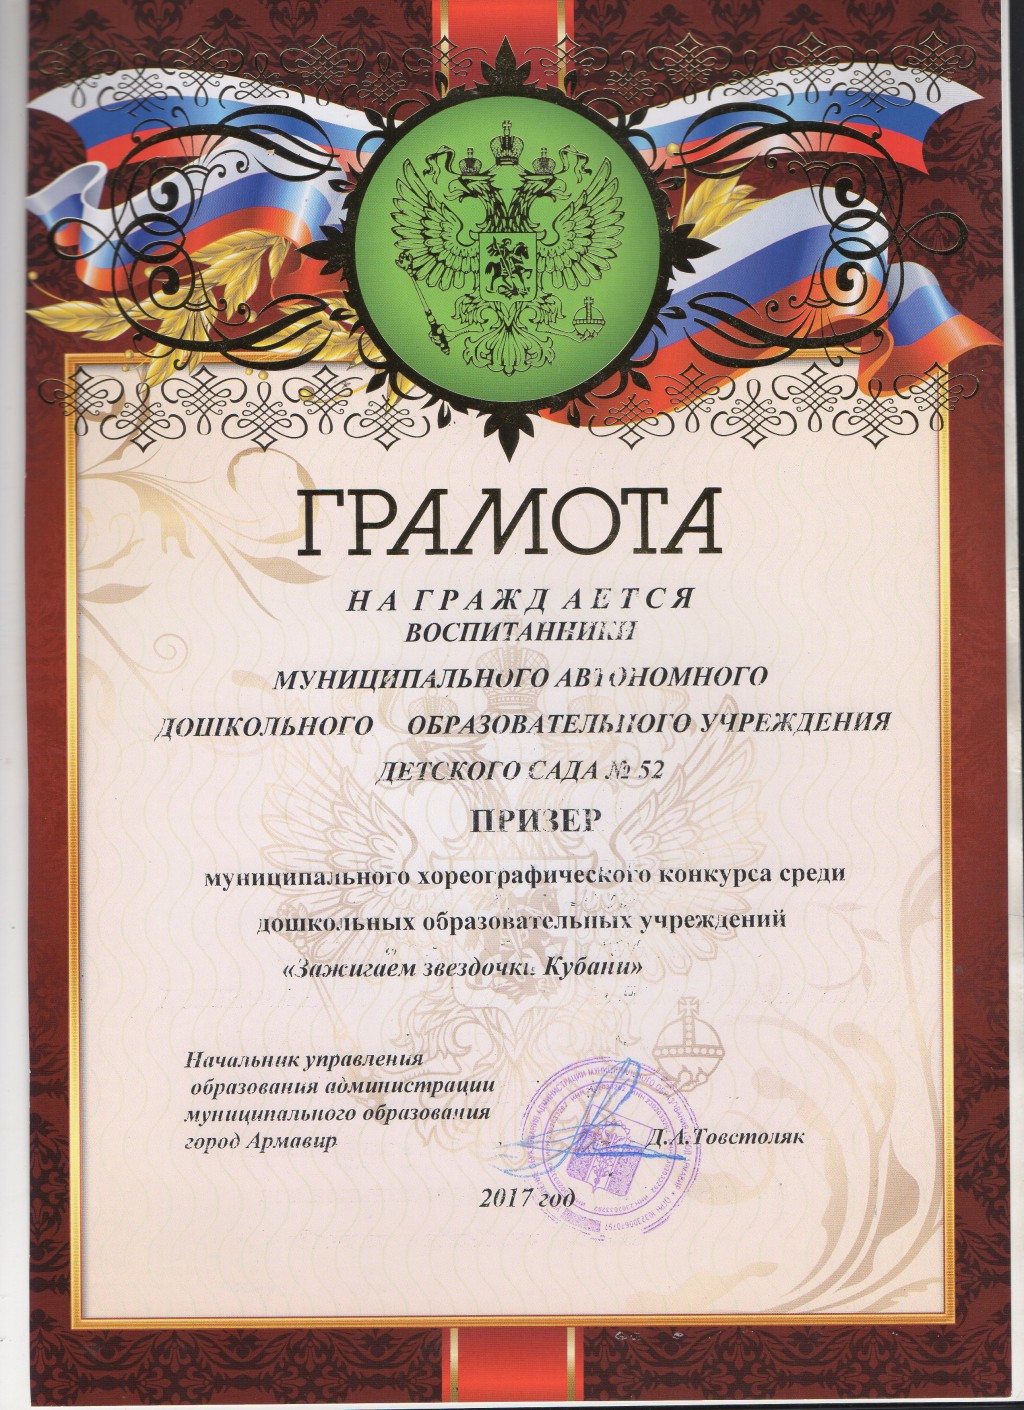 ГРАМОТА
НАГРАЖДАЕТСЯ
ВОСПИТАННИКИ
МУНИЦИПАЛЬНОГО АВТОНОМНОГО
ДОШКОЛЬНОГО ОБРАЗОВАТЕЛЬНОГО УЧРЕЖДЕНИЯ
ДЕТСКОГО САДА № 52
ПРИЗЕР
муниципального хореографического конкурса среди
дошкольных образовательных учреждений
«Зажигаем звездочки Кубани»
Начальник управления
образования администрации
муниципального образования
город Армавир
Д.А.Товстоляк
2017 год